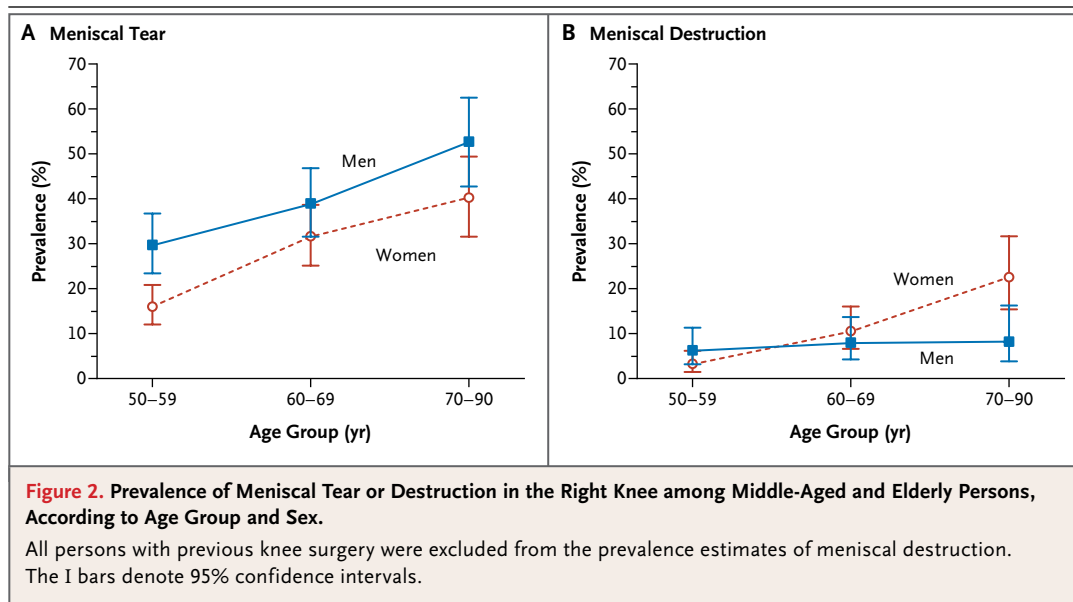 A Meniscal Tear
70
60
50
40
30
20
10
0
Prevalence (%)
Men
Women
50–59
60–69
70–90
Age Group (yr)
B Meniscal Destruction
70
60
50
40
30
20
10
0
Prevalence (%)
Women
Men
50–59
60–69
70–90
Age Group (yr)
Figure 2. Prevalence of Meniscal Tear or Destruction in the Right Knee among Middle-Aged and Elderly Persons,
According to Age Group and Sex.
All persons with previous knee surgery were excluded from the prevalence estimates of meniscal destruction.
The I bars denote 95% confidence intervals.